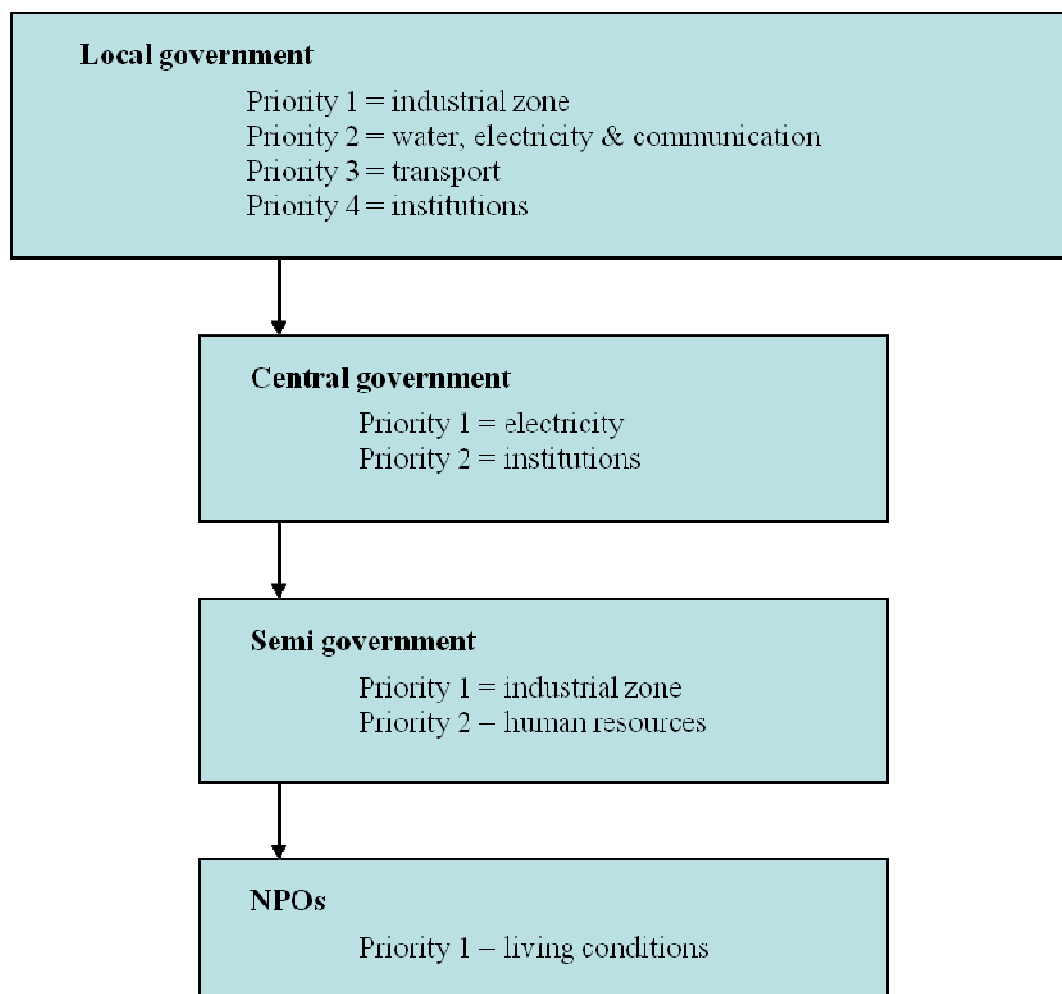 Local government
Priority 1 = industrial zone
Priority 2 = water, electricity & communication
Priority 3 = transport
Priority 4 = institutions
Central government
Priority 1 = electricity
Priority 2 = institutions
Semi government
Priority 1 = industrial zone
Priority 2 – human resources
NPOs
Priority 1 – living conditions